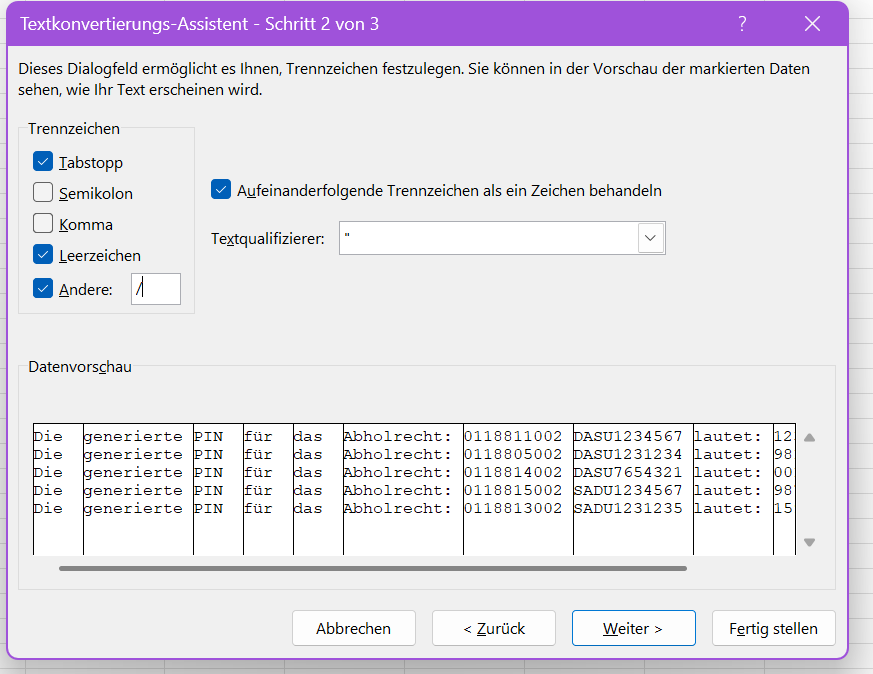 Textkonvertierungs-Assistent - Schritt 2 von 3
?
Dieses Dialogfeld ermöglicht es Ihnen, Trennzeichen festzulegen. Sie können in der Vorschau der markierten Daten
sehen, wie Ihr Text erscheinen wird.
Trennzeichen
Tabstopp
Semikolon
Komma
Leerzeichen
Andere: /
Aufeinanderfolgende Trennzeichen als ein Zeichen behandeln
Textqualifizierer: "
Datenvorschau
Die generierte PIN für das Abholrecht: 0118811002 DASU1234567 lautet: 12
Die generierte PIN für das Abholrecht: 0118805002 DASU1231234 lautet: 98
Die generierte PIN für das Abholrecht: 0118814002 DASU7654321 lautet: 00
Die generierte PIN für das Abholrecht: 0118815002 SADU1234567 lautet: 98
Die generierte PIN für das Abholrecht: 0118813002 SADU1231235 lautet: 15
Abbrechen
< Zurück
Weiter >
Fertig stellen